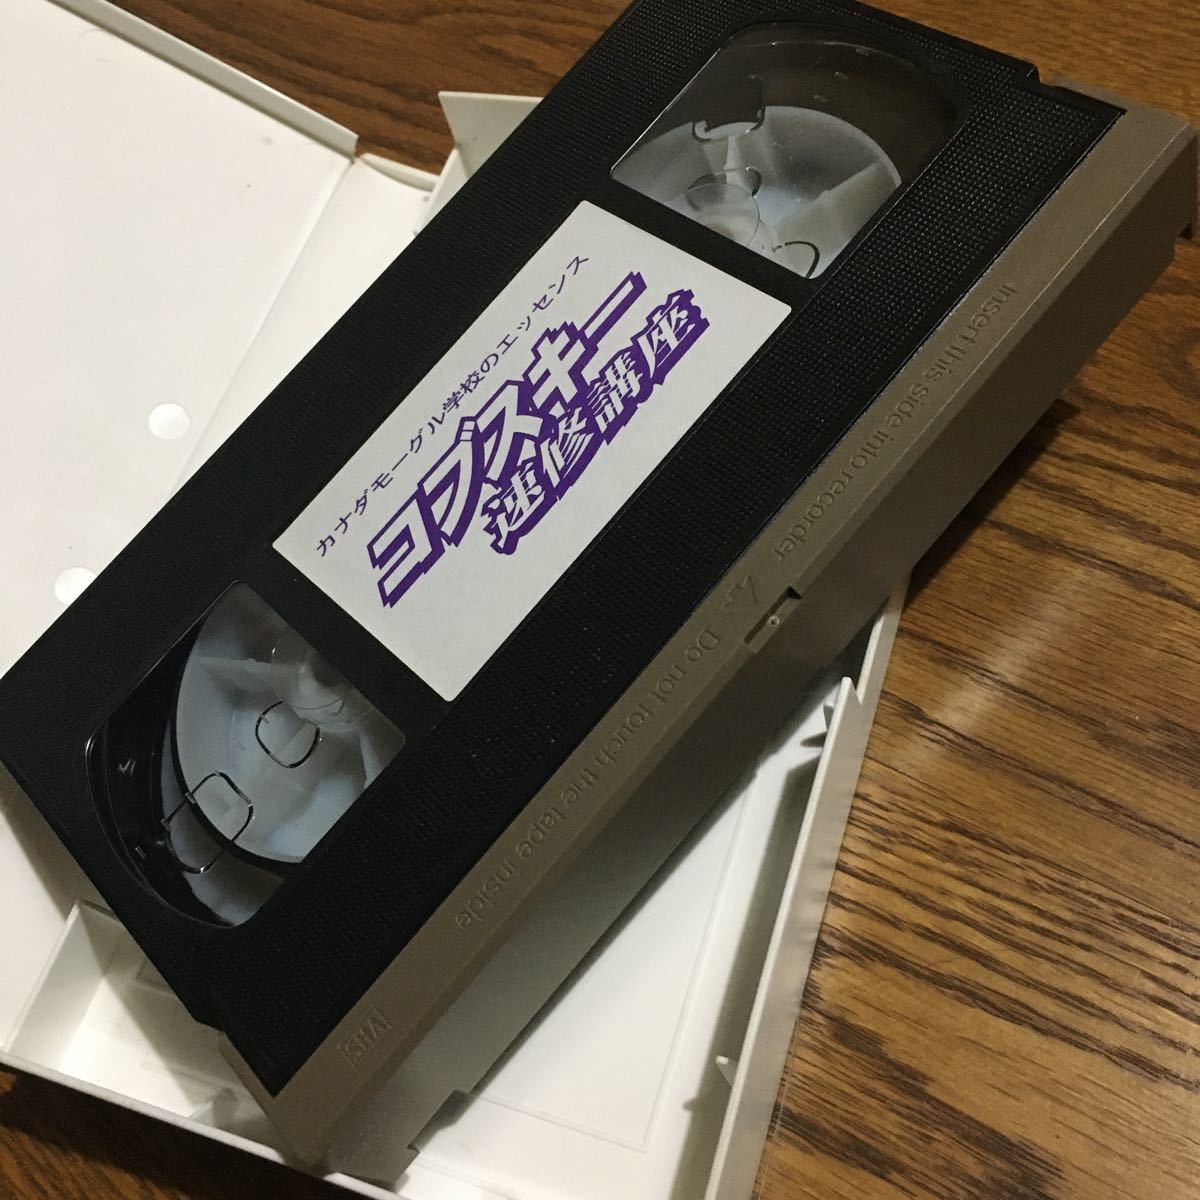 カナダモーグル学校のエッセンス
コブスキー
速修講座
Insert this side into recorder
Do not touch the tape inside
VHS